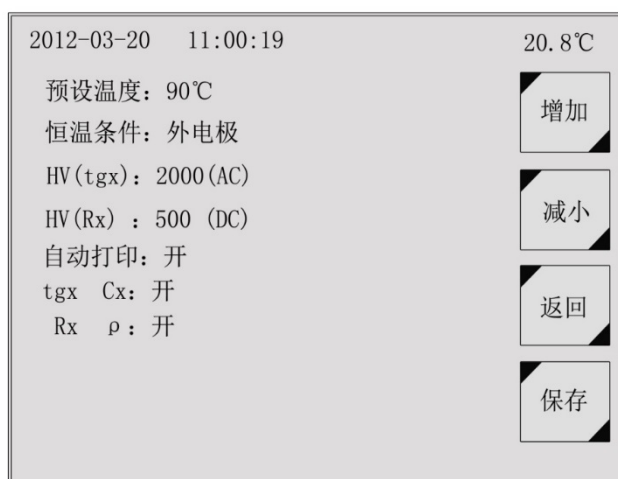 2012-03-20 11:00:19 20.8℃
预设温度：90℃
恒温条件：外电极
HV(tgx)：2000(AC)
HV(Rx) ：500 (DC)
自动打印：开
tgx Cx：开
Rx ρ：开
增加
减小
返回
保存